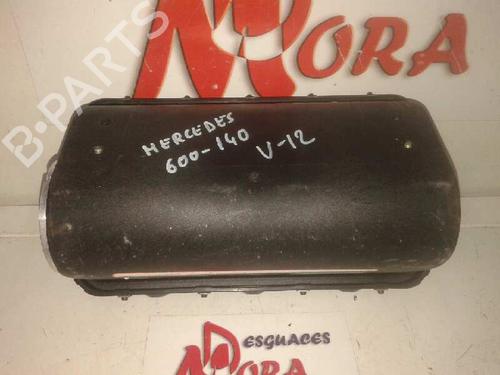 MORA
B-PARTS
MERCEDES
600-140 V-12
DESGUACES
MORA